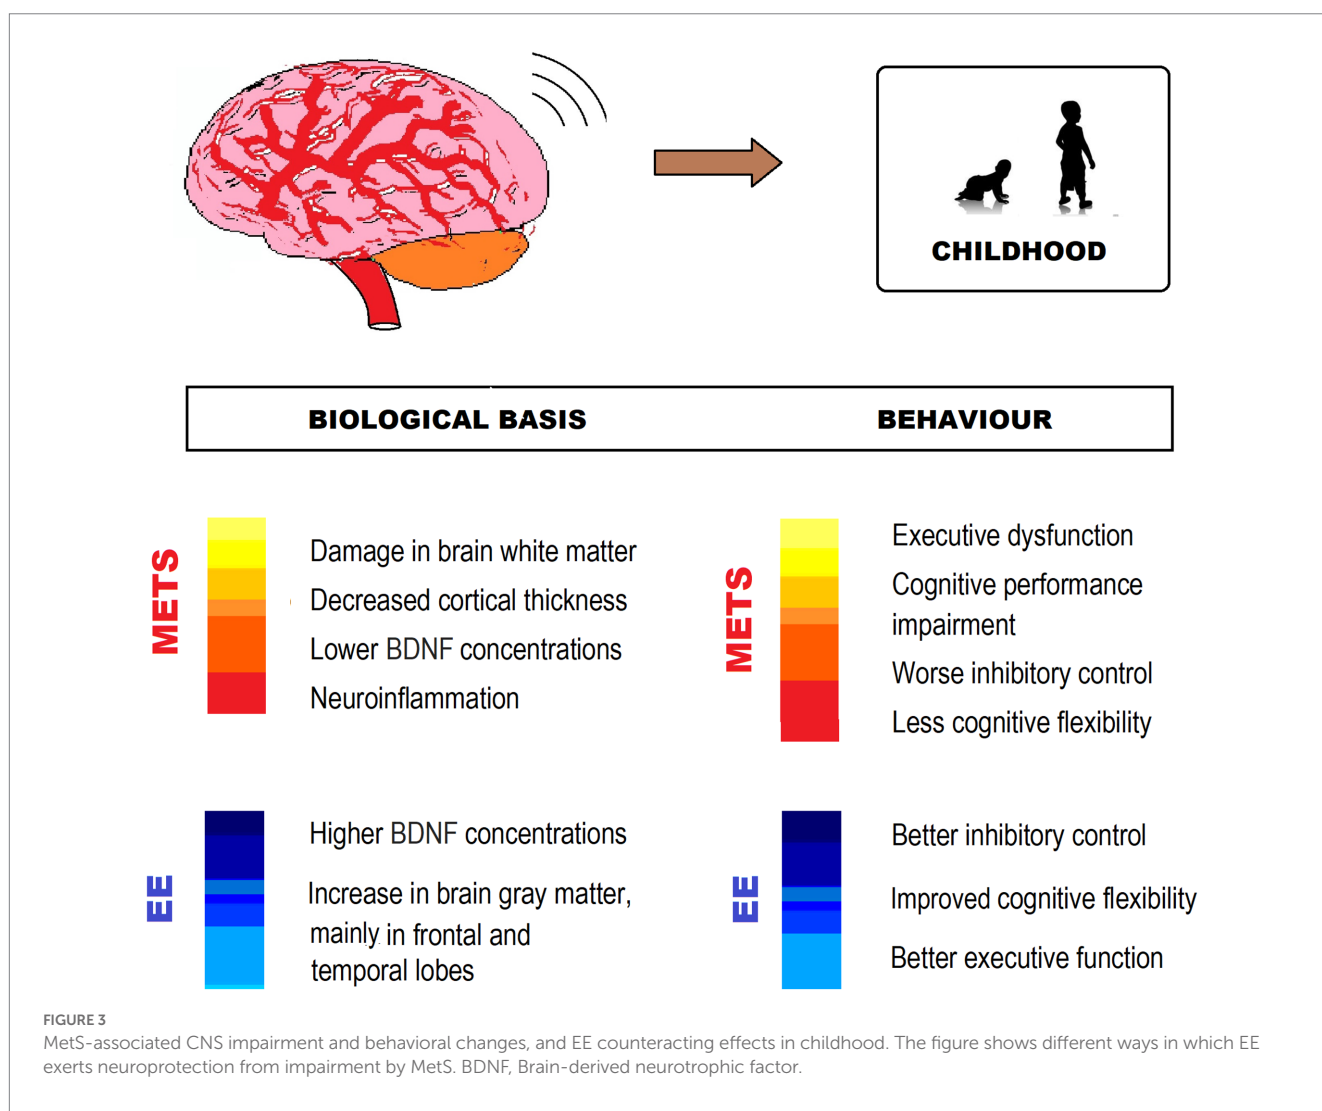 CHILDHOOD
BIOLOGICAL BASIS
BEHAVIOUR
METS
Damage in brain white matter
Decreased cortical thickness
Lower BDNF concentrations
Neuroinflammation
METS
Executive dysfunction
Cognitive performance
impairment
Worse inhibitory control
Less cognitive flexibility
EE
Higher BDNF concentrations
Increase in brain gray matter,
mainly in frontal and
temporal lobes
EE
Better inhibitory control
Improved cognitive flexibility
Better executive function
FIGURE 3
MetS-associated CNS impairment and behavioral changes, and EE counteracting effects in childhood. The figure shows different ways in which EE
exerts neuroprotection from impairment by MetS. BDNF, Brain-derived neurotrophic factor.